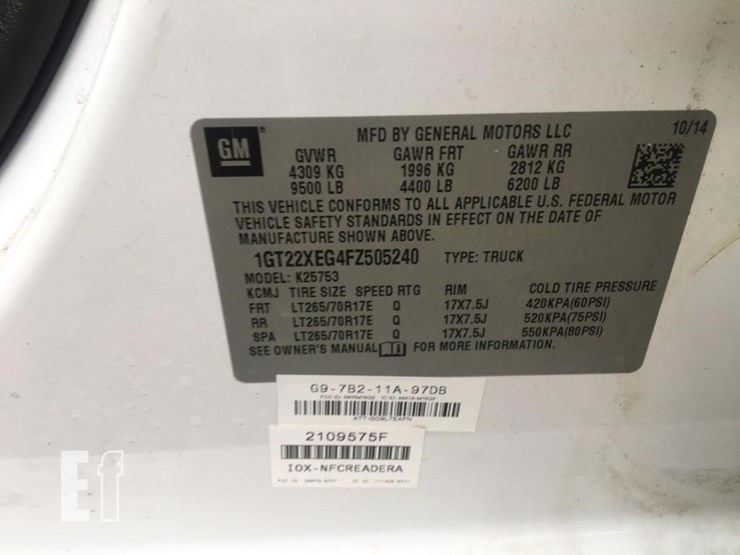 GM
MFD BY GENERAL MOTORS LLC 10/14
GVWR GAWR FRT GAWR RR
4309 KG 1996 KG 2812 KG
9500 LB 4400 LB 6200 LB
THIS VEHICLE CONFORMS TO ALL APPLICABLE U.S. FEDERAL MOTOR
VEHICLE SAFETY STANDARDS IN EFFECT ON THE DATE OF
MANUFACTURE SHOWN ABOVE.
1GT22XEG4FZ505240 TYPE: TRUCK
MODEL: K25753
KCMJ TIRE SIZE SPEED RTG RIM COLD TIRE PRESSURE
FRT LT265/70R17E Q 17X7.5J 420KPA(60PSI)
RR LT265/70R17E Q 17X7.5J 520KPA(75PSI)
SPA LT265/70R17E Q 17X7.5J 550KPA(80PSI)
SEE OWNER'S MANUAL FOR MORE INFORMATION.
G9-7B2-11A-97DB
2109575F
IOX-NFCREADERA
Ef